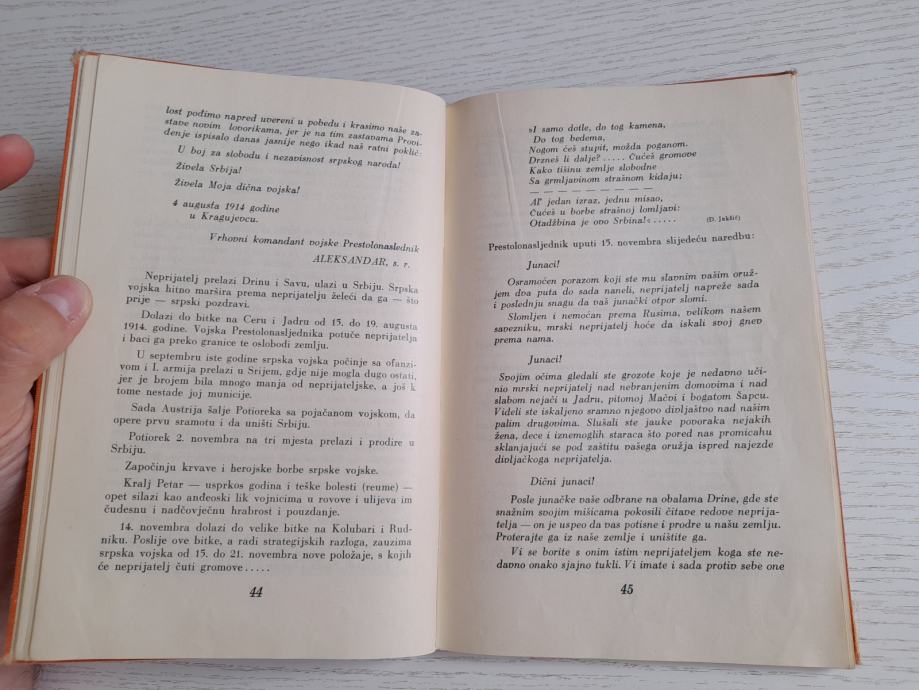 lost pođimo napred uvereni u pobedu i krasimo naše za-
stave novim lovorikama, jer je na tim zastavama Provi-
đenje ispisalo danas jasnije nego ikad naš ratni poklič:
U boj za slobodu i nezavisnost srpskog naroda!
Živela Srbija!
Živela Moja dična vojska!
4 augusta 1914 godine
u Kragujevcu.
Vrhovni komandant vojske Prestolonaslednik
ALEKSANDAR, s. r.
Neprijatelj prelazi Drinu i Savu, ulazi u Srbiju. Srpska
vojska hitno maršira prema neprijatelju želeći da ga — što
prije — srpski pozdravi.
Dolazi do bitke na Ceru i Jadru od 15. do 19. augusta
1914. godine. Vojska Prestolonasljednika potuče neprijatelja
i baci ga preko granice te oslobodi zemlju.
U septembru iste godine srpska vojska počinje sa ofanzi-
vom i I. armija prelazi u Srijem, gdje nije mogla dugo ostati,
jer je brojem bila mnogo manja od neprijateljske, a još k
tome nestade joj municije.
Sada Austrija šalje Potioreka sa pojačanom vojskom, da
opere prvu sramotu i da uništi Srbiju.
Potiorek 2. novembra na tri mjesta prelazi i prodire u
Srbiju.
Započinju krvave i herojske borbe srpske vojske.
Kralj Petar — usprkos godina i teške bolesti (reume) —
opet silazi kao anđeoski lik vojnicima u rovove i ulijeva im
čudesnu i nadčovječnu hrabrost i pouzdanje.
14. novembra dolazi do velike bitke na Kolubari i Rud-
niku. Poslije ove bitke, a radi strategijskih razloga, zauzima
srpska vojska od 15. do 21. novembra nove položaje, s kojih
će neprijatelj čuti gromove.....
44
»I samo dotle, do tog kamena,
Do tog bedema,
Nogom ćeš stupit, možda poganom.
Drzneš li dalje? ..... Čućeš gromove
Kako tišinu zemlje slobodne
Sa grmljavinom strašnom kidaju;
— — — — — — — — —
Al' jedan izraz, jednu misao,
Čućeš u borbe strašnoj lomljavi:
Otadžbina je ovo Srbina!« .....
(Đ. Jakšić)
Prestolonasljednik uputi 15. novembra slijedeću naredbu:
Junaci!
Osramoćen porazom koji ste mu slavnim vašim oruž-
jem dva puta do sada naneli, neprijatelj napreže sada
i poslednju snagu da vaš junački otpor slomi.
Slomljen i nemoćan prema Rusima, velikom našem
savezniku, mrski neprijatelj hoće da iskali svoj gnev
prema nama.
Junaci!
Svojim očima gledali ste grozote koje je nedavno uči-
nio mrski neprijatelj nad nebranjenim domovima i nad
slabom nejači u Jadru, pitomoj Mačvi i bogatom Šapcu.
Videli ste iskaljeno sramno njegovo divljaštvo nad našim
palim drugovima. Slušali ste jauke povoraka nejakih
žena, dece i iznemoglih staraca što pored nas promicahu
sklanjajući se pod zaštitu vašega oružja ispred najezde
divljačkoga neprijatelja.
Dični junaci!
Posle junačke vaše odbrane na obalama Drine, gde ste
snažnim svojim mišicama pokosili čitave redove neprija-
telja — on je uspeo da vas potisne i prodre u našu zemlju.
Proterajte ga iz naše zemlje i uništite ga.
Vi se borite s onim istim neprijateljem koga ste ne-
davno onako sjajno tukli. Vi imate i sada protiv sebe one
45